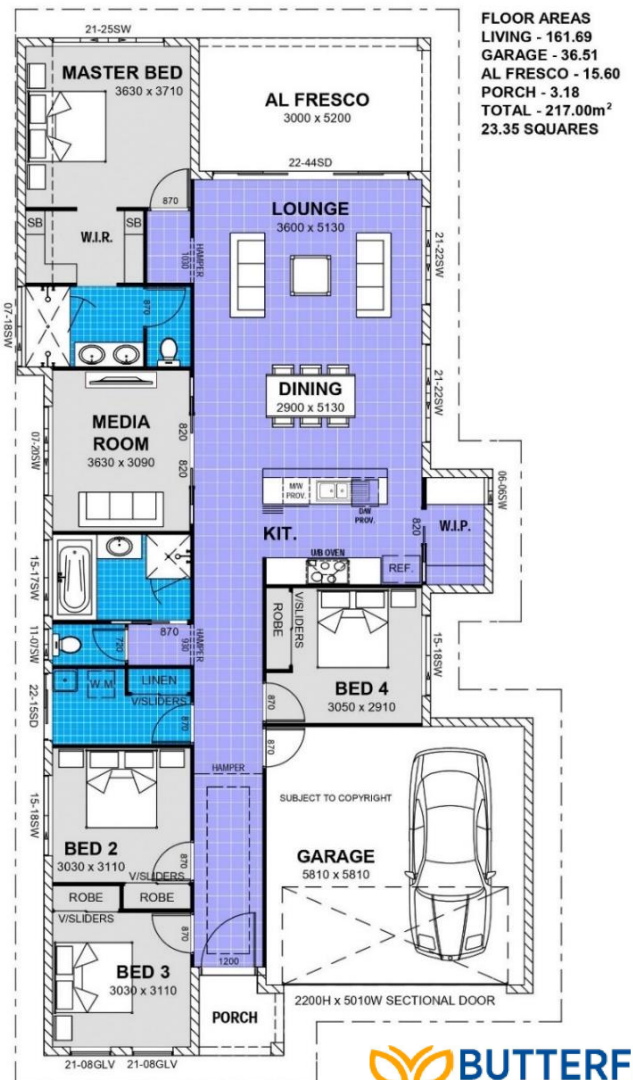 FLOOR AREAS
LIVING - 161.69
GARAGE - 36.51
AL FRESCO - 15.60
PORCH - 3.18
TOTAL - 217.00m²
23.35 SQUARES
21-25SW
MASTER BED
3630 x 3710
AL FRESCO
3000 x 5200
22-44SD
870
LOUNGE
3600 x 5130
SB
W.I.R.
SB
HAMPER
1030
21-22SW
07-18SW
870
DINING
2900 x 5130
21-22SW
MEDIA
ROOM
3630 x 3090
820
820
07-20SW
M/W
PROV.
D/W
PROV.
06-06SW
KIT.
820
W.I.P.
U/B OVEN
REF.
15-17SW
ROBE
V/SLIDERS
11-07SW
720
870
HAMPER
930
15-18SW
BED 4
3050 x 2910
W.M
LINEN
V/SLIDERS
22-15SD
870
870
870
HAMPER
SUBJECT TO COPYRIGHT
15-18SW
BED 2
3030 x 3110
870
V/SLIDERS
GARAGE
5810 x 5810
ROBE
ROBE
V/SLIDERS
870
BED 3
3030 x 3110
1200
2200H x 5010W SECTIONAL DOOR
PORCH
21-08GLV
21-08GLV
BUTTERF